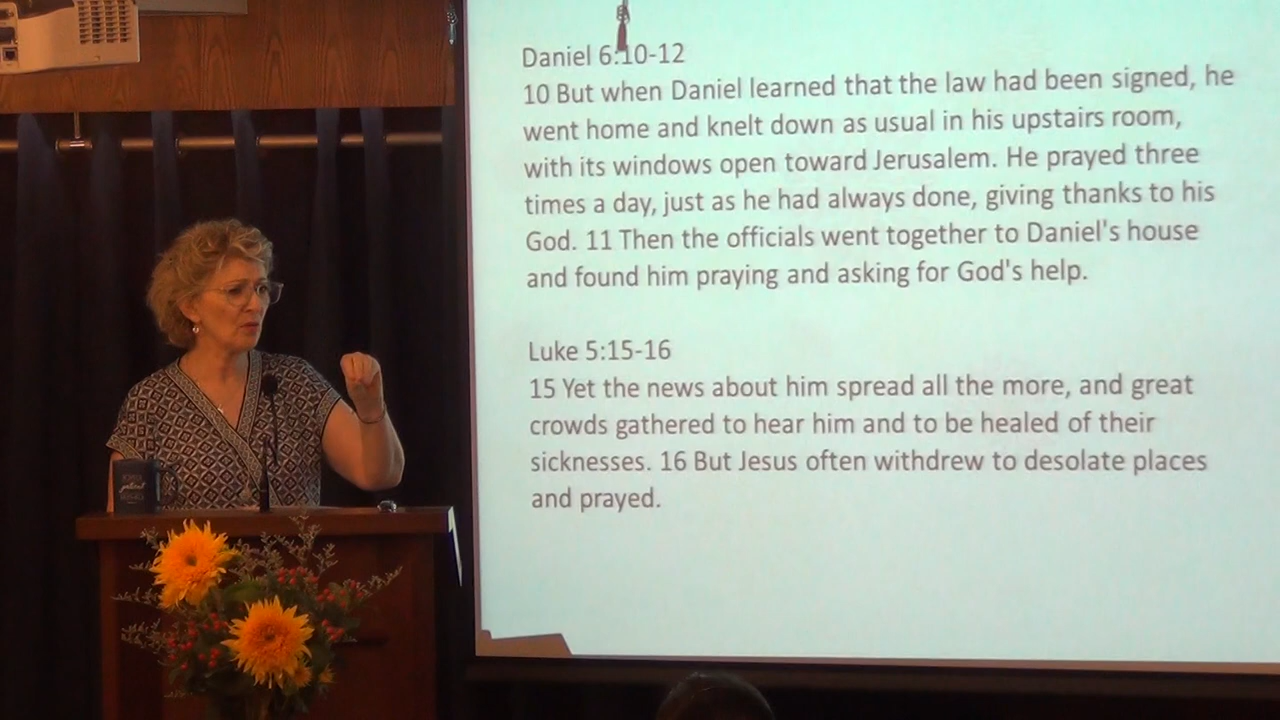 Daniel 6:10-12
10 But when Daniel learned that the law had been signed, he
went home and knelt down as usual in his upstairs room,
with its windows open toward Jerusalem. He prayed three
times a day, just as he had always done, giving thanks to his
God. 11 Then the officials went together to Daniel's house
and found him praying and asking for God's help.
Luke 5:15-16
15 Yet the news about him spread all the more, and great
crowds gathered to hear him and to be healed of their
sicknesses. 16 But Jesus often withdrew to desolate places
and prayed.